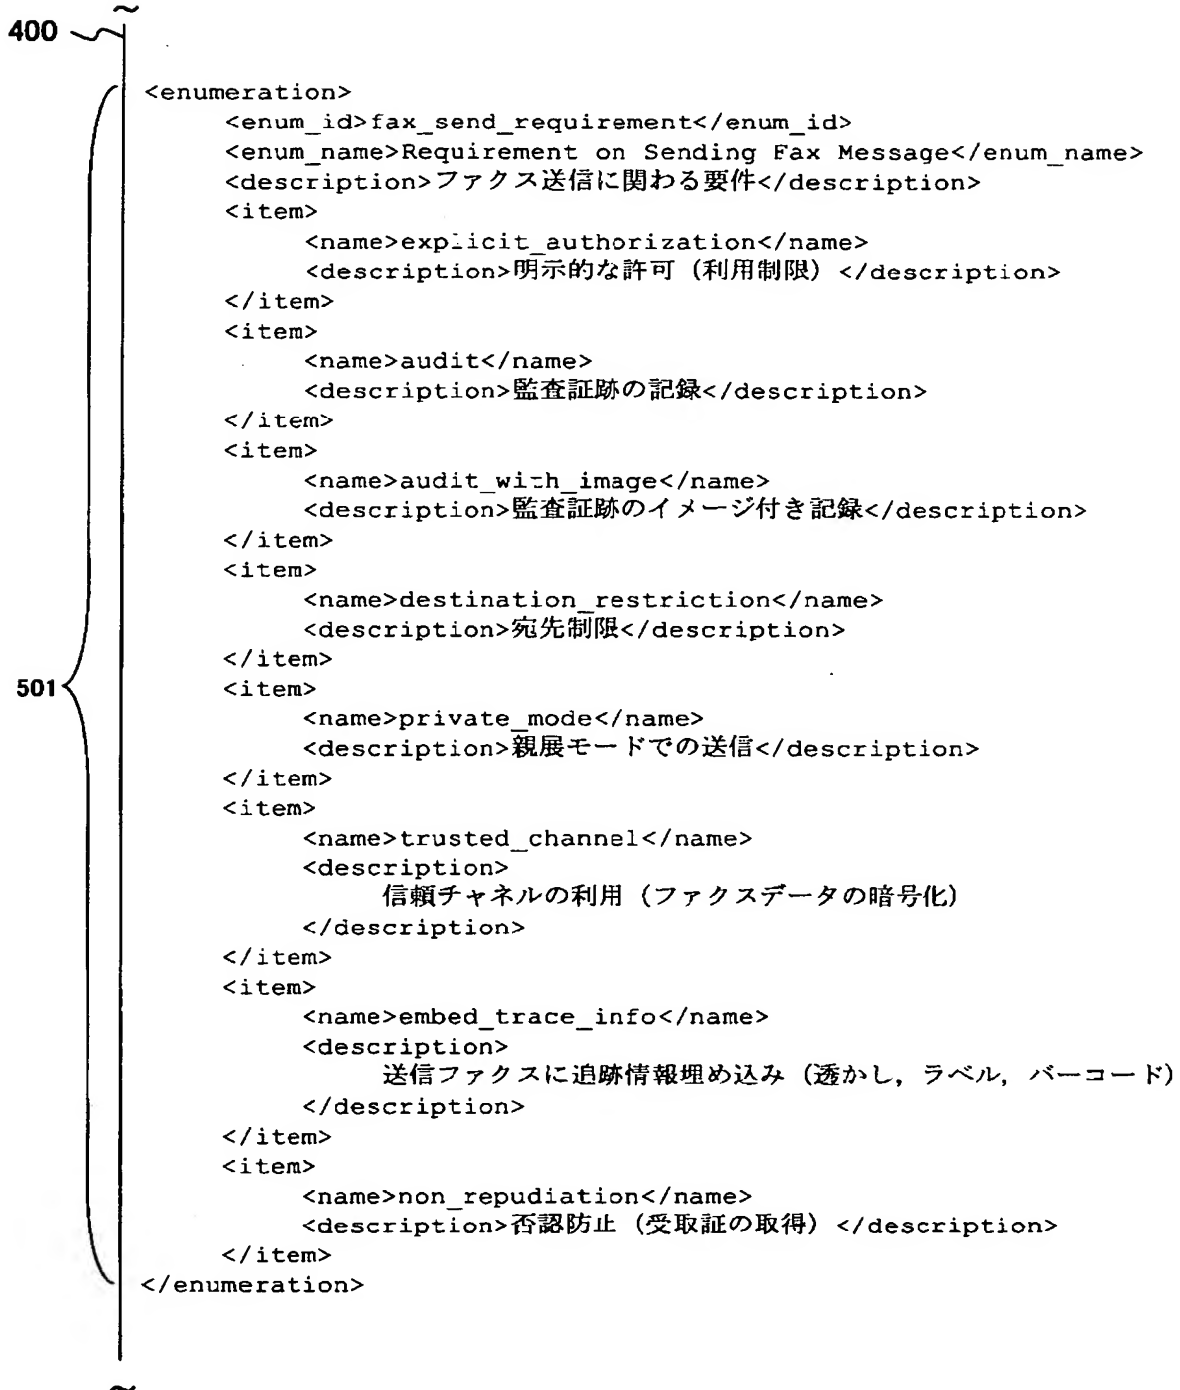 400
<enumeration>
<enum_id>fax_send_requirement</enum_id>
<enum_name>Requirement on Sending Fax Message</enum_name>
<description>ファクス送信に関わる要件</description>
<item>
<name>explicit_authorization</name>
<description>明示的な許可（利用制限）</description>
</item>
<item>
<name>audit</name>
<description>監査証跡の記録</description>
</item>
<item>
<name>audit_with_image</name>
<description>監査証跡のイメージ付き記録</description>
</item>
<item>
<name>destination_restriction</name>
<description>宛先制限</description>
</item>
501
<item>
<name>private_mode</name>
<description>親展モードでの送信</description>
</item>
<item>
<name>trusted_channel</name>
<description>
信頼チャネルの利用（ファクスデータの暗号化）
</description>
</item>
<item>
<name>embed_trace_info</name>
<description>
送信ファクスに追跡情報埋め込み（透かし，ラベル，バーコード）
</description>
</item>
<item>
<name>non_repudiation</name>
<description>否認防止（受取証の取得）</description>
</item>
</enumeration>